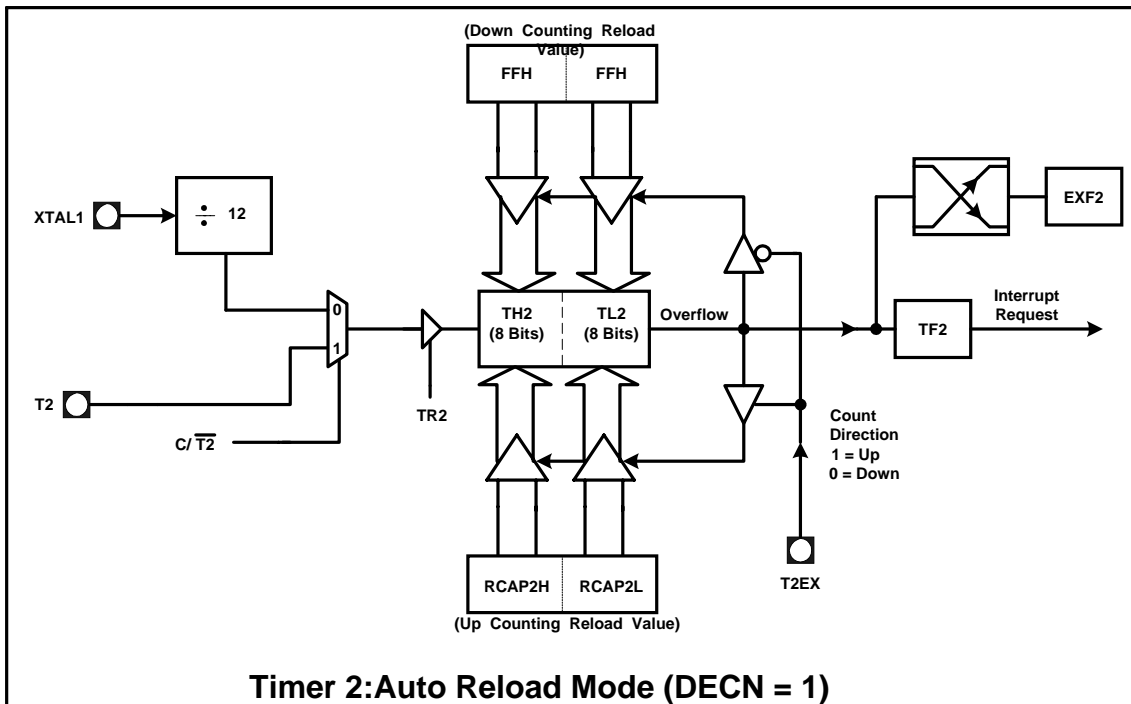 (Down Counting Reload
Value)
FFH FFH
XTAL1
÷ 12
EXF2
0
1
TH2
(8 Bits)
TL2
(8 Bits)
Overflow
TF2
Interrupt
Request
T2
C/ T̅2̅
TR2
Count
Direction
1 = Up
0 = Down
RCAP2H RCAP2L
T2EX
(Up Counting Reload Value)
Timer 2:Auto Reload Mode (DECN = 1)